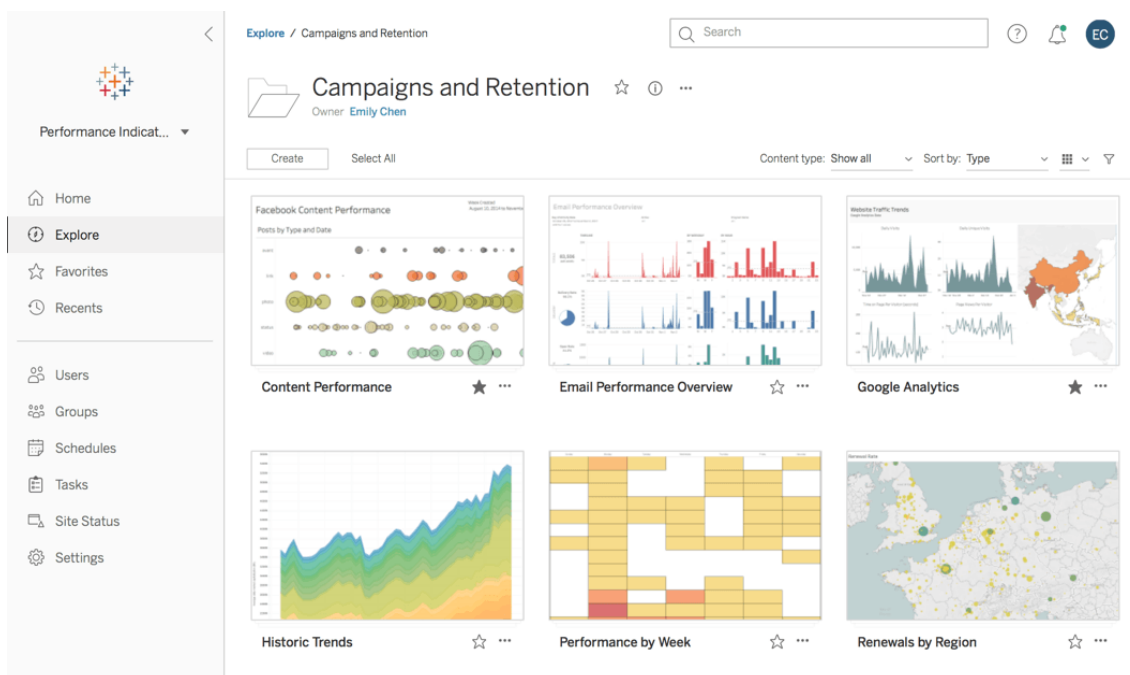 Explore / Campaigns and Retention
Search
EC
Campaigns and Retention
Owner Emily Chen
Performance Indicat...
Create
Select All
Content type: Show all
Sort by: Type
Home
Explore
Favorites
Recents
Users
Groups
Schedules
Tasks
Site Status
Settings
Facebook Content Performance
Posts by Type and Date
Email Performance Overview
Website Traffic Trends
Content Performance
Email Performance Overview
Google Analytics
Renewal Rate
Historic Trends
Performance by Week
Renewals by Region